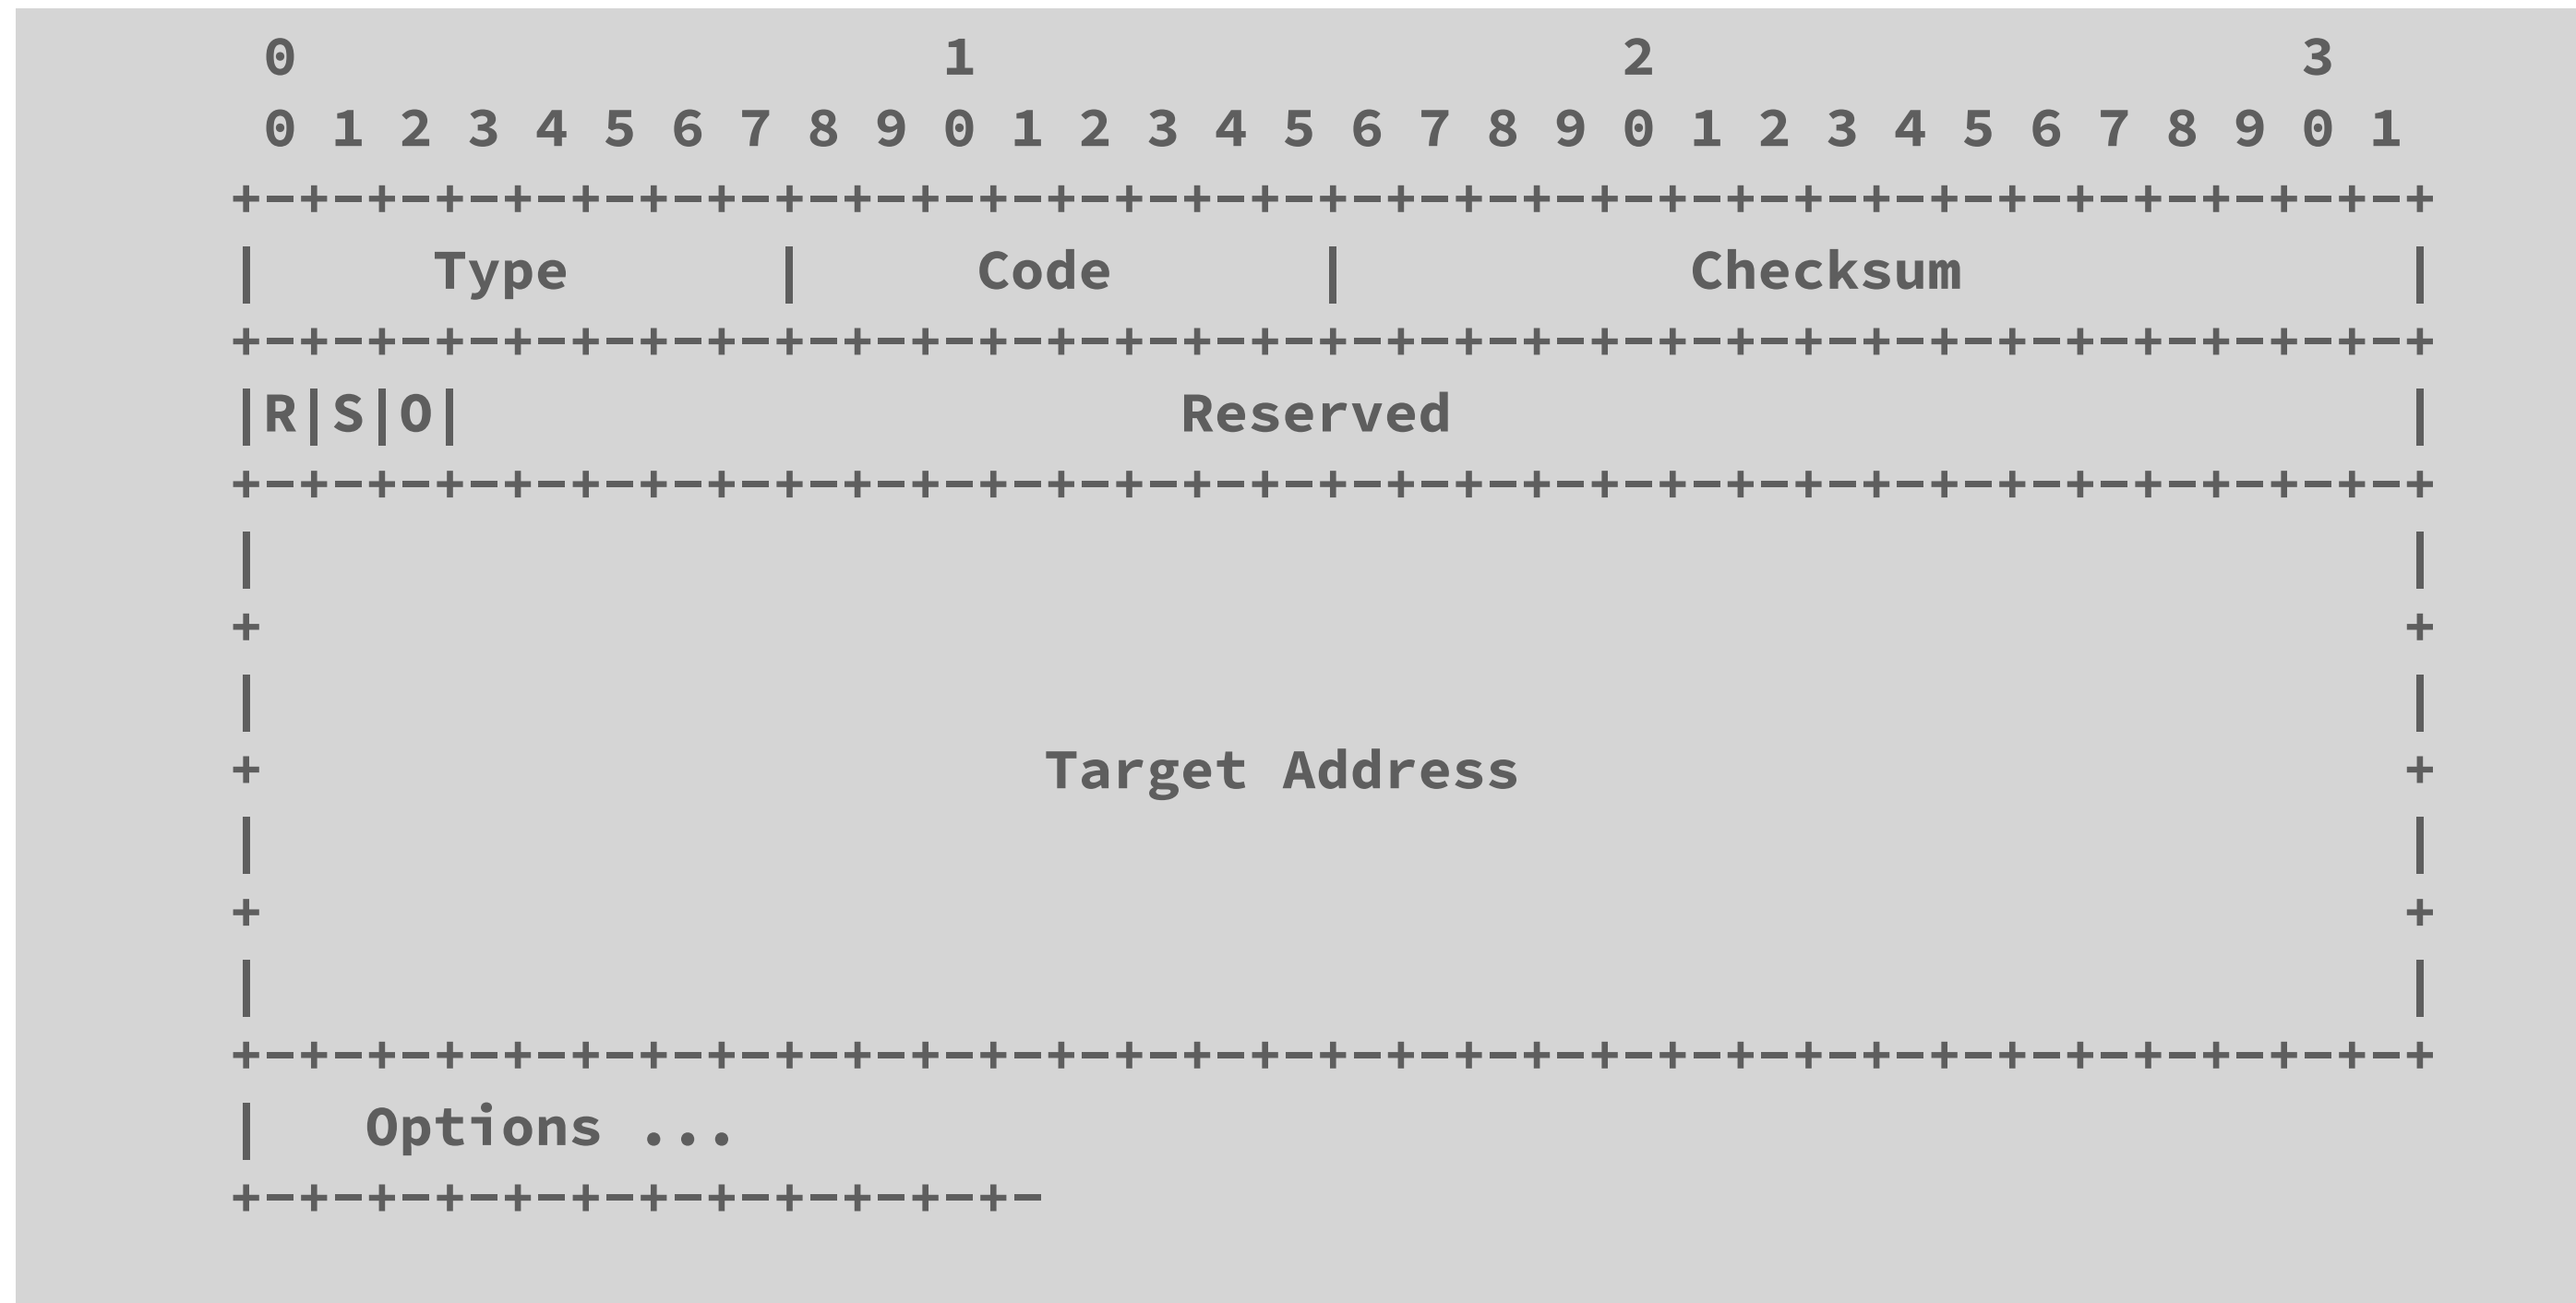 0                   1                   2                   3
 0 1 2 3 4 5 6 7 8 9 0 1 2 3 4 5 6 7 8 9 0 1 2 3 4 5 6 7 8 9 0 1
+-+-+-+-+-+-+-+-+-+-+-+-+-+-+-+-+-+-+-+-+-+-+-+-+-+-+-+-+-+-+-+-+
|     Type      |     Code      |          Checksum             |
+-+-+-+-+-+-+-+-+-+-+-+-+-+-+-+-+-+-+-+-+-+-+-+-+-+-+-+-+-+-+-+-+
|R|S|O|                     Reserved                            |
+-+-+-+-+-+-+-+-+-+-+-+-+-+-+-+-+-+-+-+-+-+-+-+-+-+-+-+-+-+-+-+-+
|                                                               |
+                                                               +
|                                                               |
+                       Target Address                          +
|                                                               |
+                                                               +
|                                                               |
+-+-+-+-+-+-+-+-+-+-+-+-+-+-+-+-+-+-+-+-+-+-+-+-+-+-+-+-+-+-+-+-+
|   Options ...
+-+-+-+-+-+-+-+-+-+-+-+-